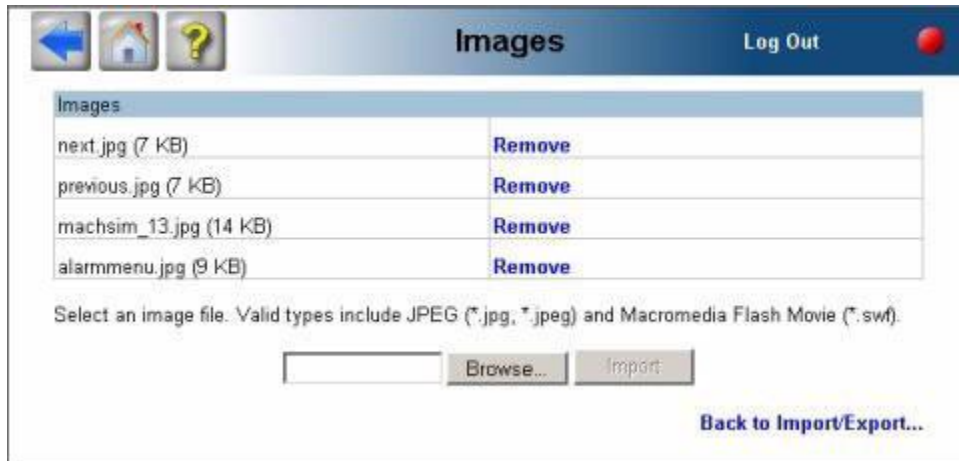 Images Log Out
Images
next.jpg (7 KB) Remove
previous.jpg (7 KB) Remove
machsim_13.jpg (14 KB) Remove
alarmmenu.jpg (9 KB) Remove
Select an image file. Valid types include JPEG (*.jpg, *.jpeg) and Macromedia Flash Movie (*.swf).
Browse... Import
Back to Import/Export...